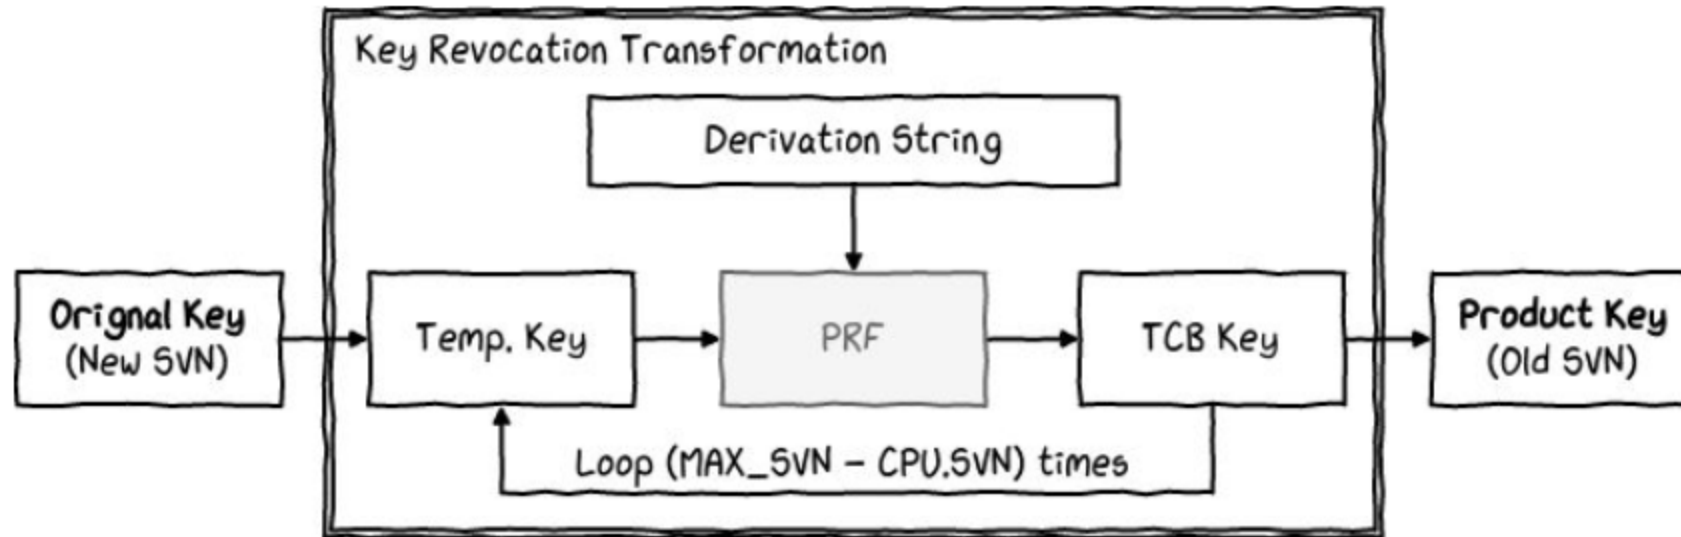 Key Revocation Transformation
Derivation String
Orignal Key
(New SVN)
Temp. Key
PRF
TCB Key
Product Key
(Old SVN)
Loop (MAX_SVN – CPU.SVN) times